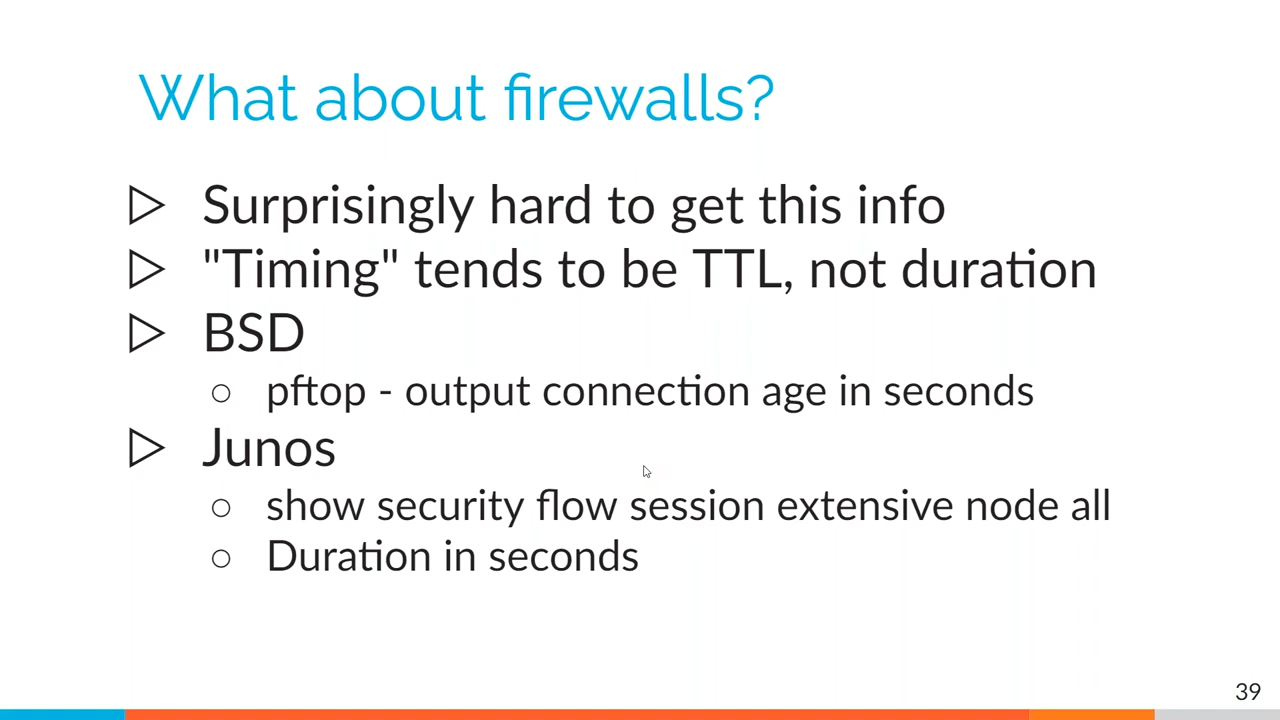 What about firewalls?
Surprisingly hard to get this info
"Timing" tends to be TTL, not duration
BSD
pftop - output connection age in seconds
Junos
show security flow session extensive node all
Duration in seconds
39